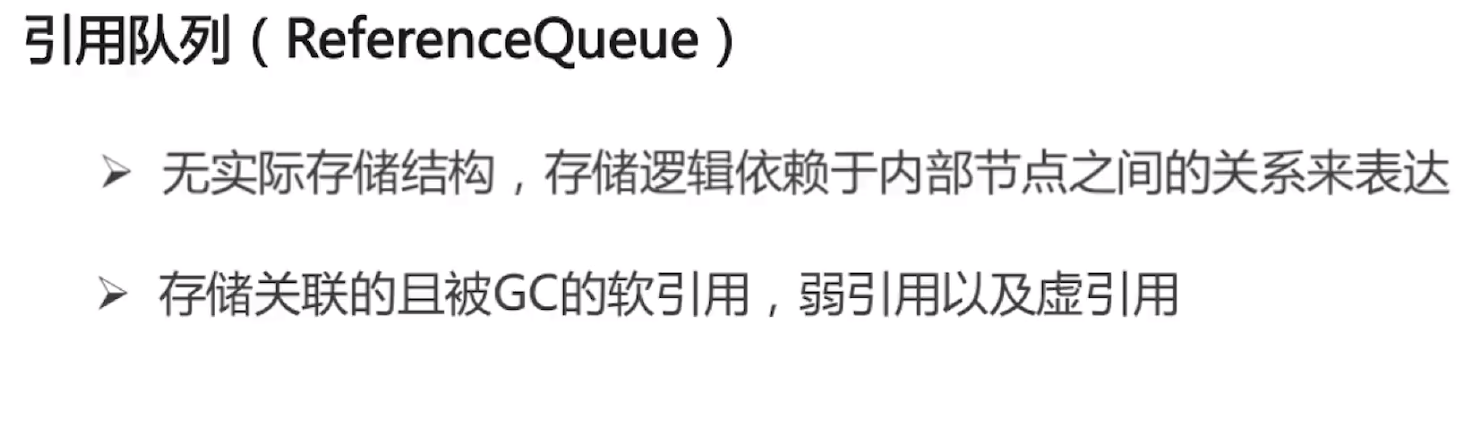 引用队列（ReferenceQueue）
➢ 无实际存储结构，存储逻辑依赖于内部节点之间的关系来表达
➢ 存储关联的且被GC的软引用，弱引用以及虚引用